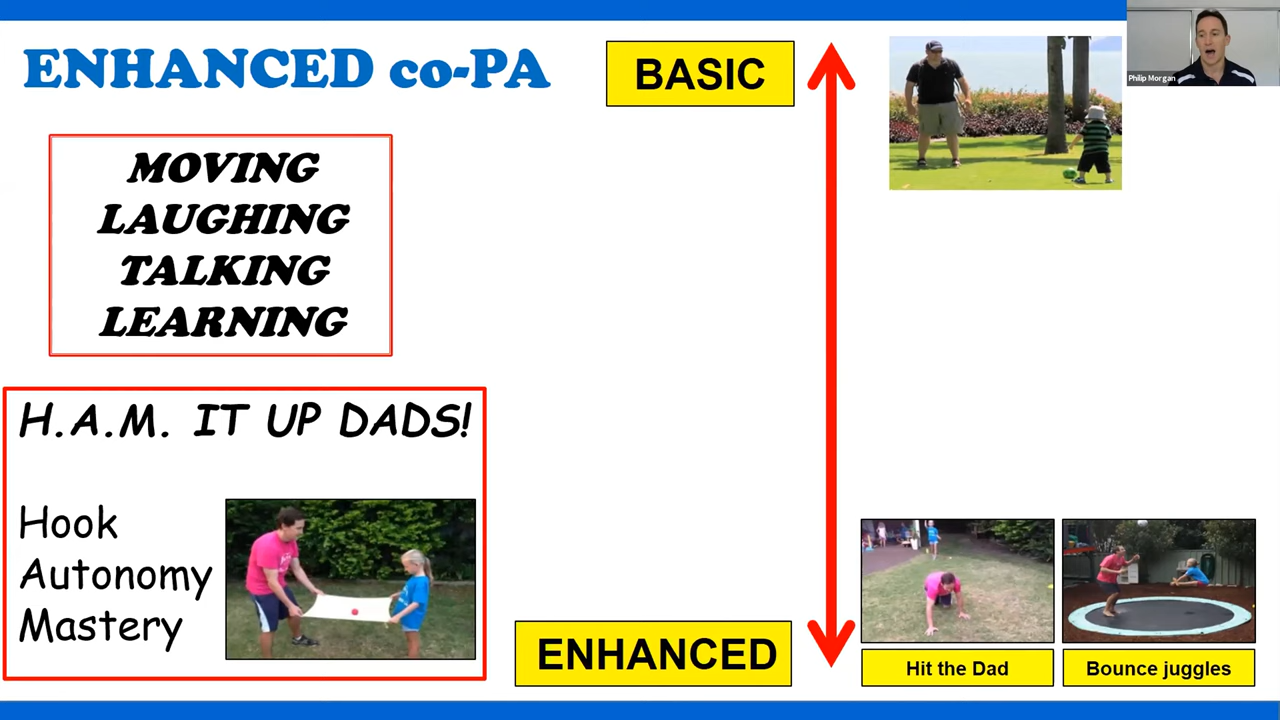 ENHANCED co-PA
BASIC
Philip Morgan
MOVING
LAUGHING
TALKING
LEARNING
H.A.M. IT UP DADS!
Hook
Autonomy
Mastery
ENHANCED
Hit the Dad
Bounce juggles